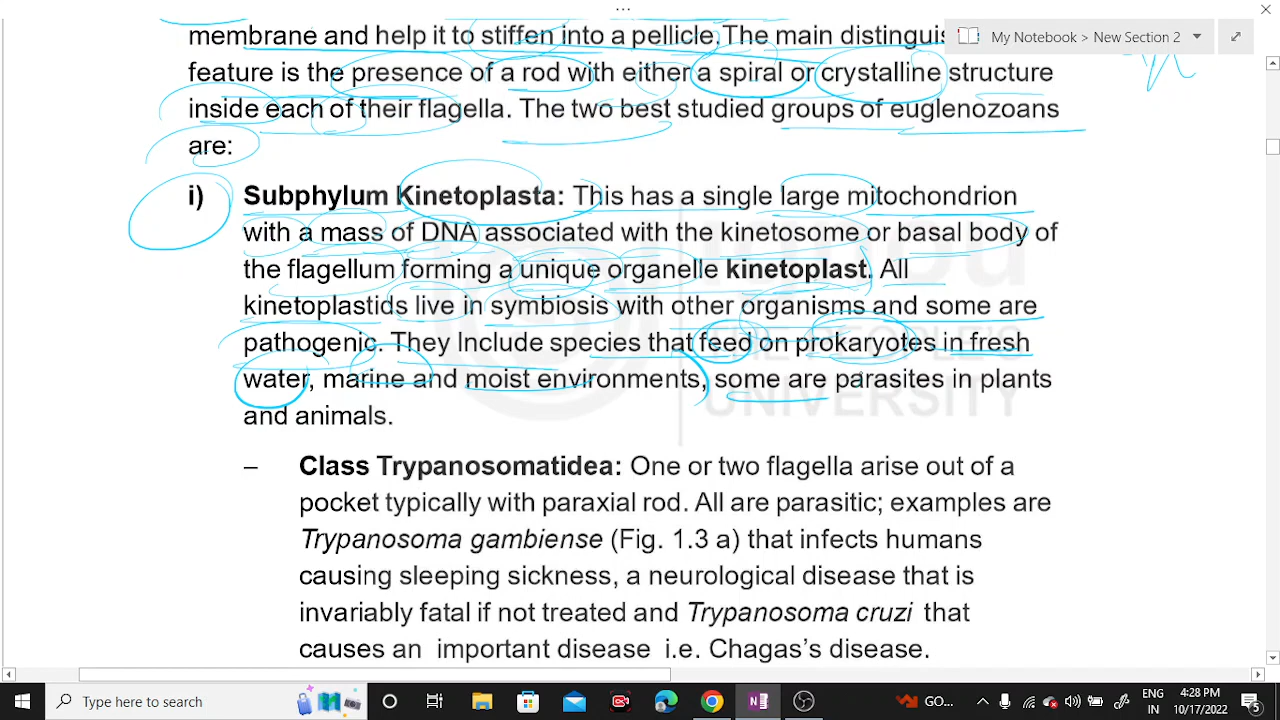 My Notebook > New Section 2
membrane and help it to stiffen into a pellicle. The main distinguis
feature is the presence of a rod with either a spiral or crystalline structure
inside each of their flagella. The two best studied groups of euglenozoans
are:
i) Subphylum Kinetoplasta: This has a single large mitochondrion
with a mass of DNA associated with the kinetosome or basal body of
the flagellum forming a unique organelle kinetoplast. All
kinetoplastids live in symbiosis with other organisms and some are
pathogenic. They Include species that feed on prokaryotes in fresh
water, marine and moist environments, some are parasites in plants
and animals.
– Class Trypanosomatidea: One or two flagella arise out of a
pocket typically with paraxial rod. All are parasitic; examples are
Trypanosoma gambiense (Fig. 1.3 a) that infects humans
causing sleeping sickness, a neurological disease that is
invariably fatal if not treated and Trypanosoma cruzi that
causes an important disease i.e. Chagas's disease.
THE PEOPLE'S
UNIVERSITY
Type here to search
GO...
ENG
IN
4:28 PM
10/17/2022
5